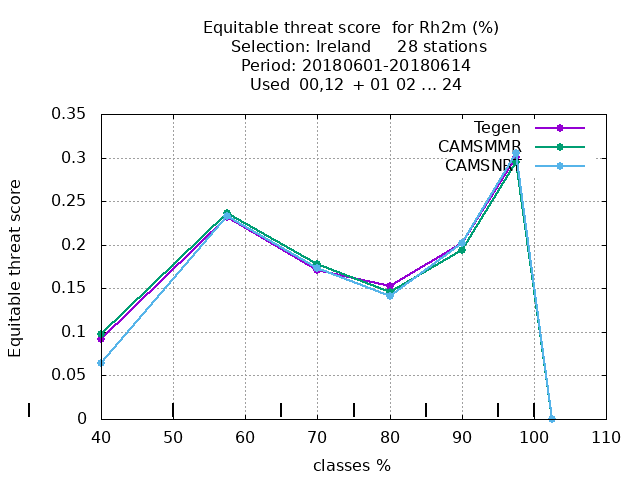 Equitable threat score  for Rh2m (%)
Selection: Ireland     28 stations
Period: 20180601-20180614
Used  00,12  + 01 02 ... 24
Tegen
CAMSMMR
Equitable threat score
0.35
0.3
0.25
0.2
0.15
0.1
0.05
0
40 50 60 70 80 90 100 110
classes %